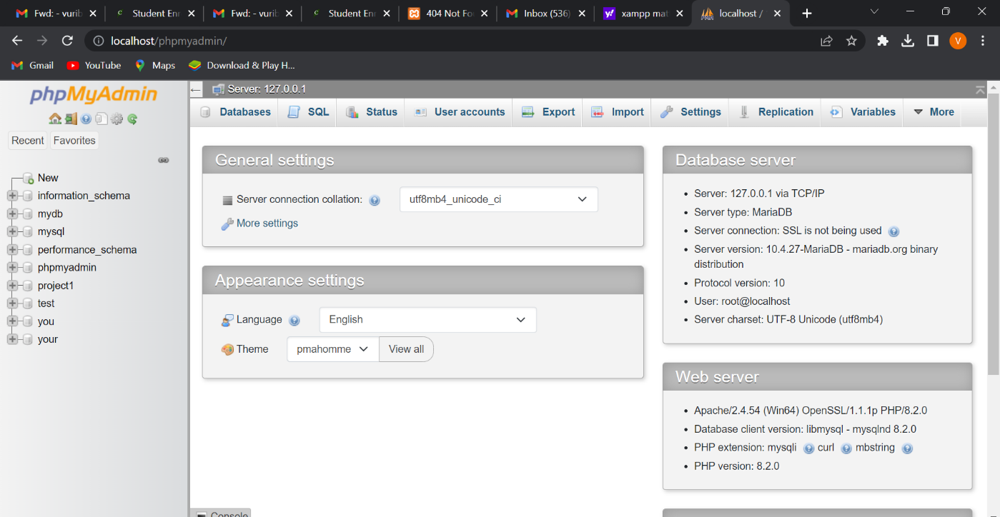 Fwd: - vurib
Student Enr
Fwd: - vurib
Student Enr
404 Not Fo
Inbox (536)
xampp mat
localhost /
localhost/phpmyadmin/
V
Gmail
YouTube
Maps
Download & Play H...
phpMyAdmin
Recent
Favorites
New
information_schema
mydb
mysql
performance_schema
phpmyadmin
project1
test
you
your
Server: 127.0.0.1
Databases
SQL
Status
User accounts
Export
Import
Settings
Replication
Variables
More
General settings
Server connection collation:
utf8mb4_unicode_ci
More settings
Appearance settings
Language
English
Theme
pmahomme
View all
Database server
Server: 127.0.0.1 via TCP/IP
Server type: MariaDB
Server connection: SSL is not being used
Server version: 10.4.27-MariaDB - mariadb.org binary
distribution
Protocol version: 10
User: root@localhost
Server charset: UTF-8 Unicode (utf8mb4)
Web server
Apache/2.4.54 (Win64) OpenSSL/1.1.1p PHP/8.2.0
Database client version: libmysql - mysqlnd 8.2.0
PHP extension: mysqli curl mbstring
PHP version: 8.2.0
Console